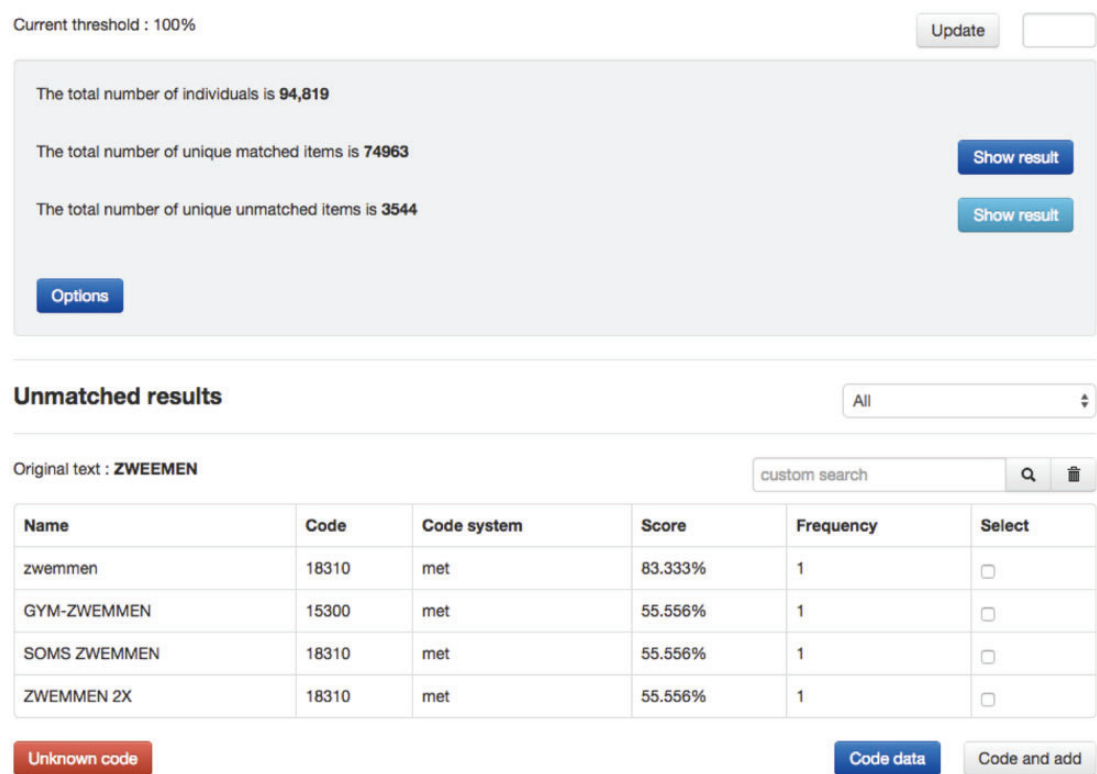 Current threshold : 100%
Update
The total number of individuals is 94,819
The total number of unique matched items is 74963
Show result
The total number of unique unmatched items is 3544
Show result
Options
Unmatched results
All
Original text : ZWEEMEN
custom search
Name Code Code system Score Frequency Select
zwemmen 18310 met 83.333% 1
GYM-ZWEMMEN 15300 met 55.556% 1
SOMS ZWEMMEN 18310 met 55.556% 1
ZWEMMEN 2X 18310 met 55.556% 1
Unknown code Code data Code and add